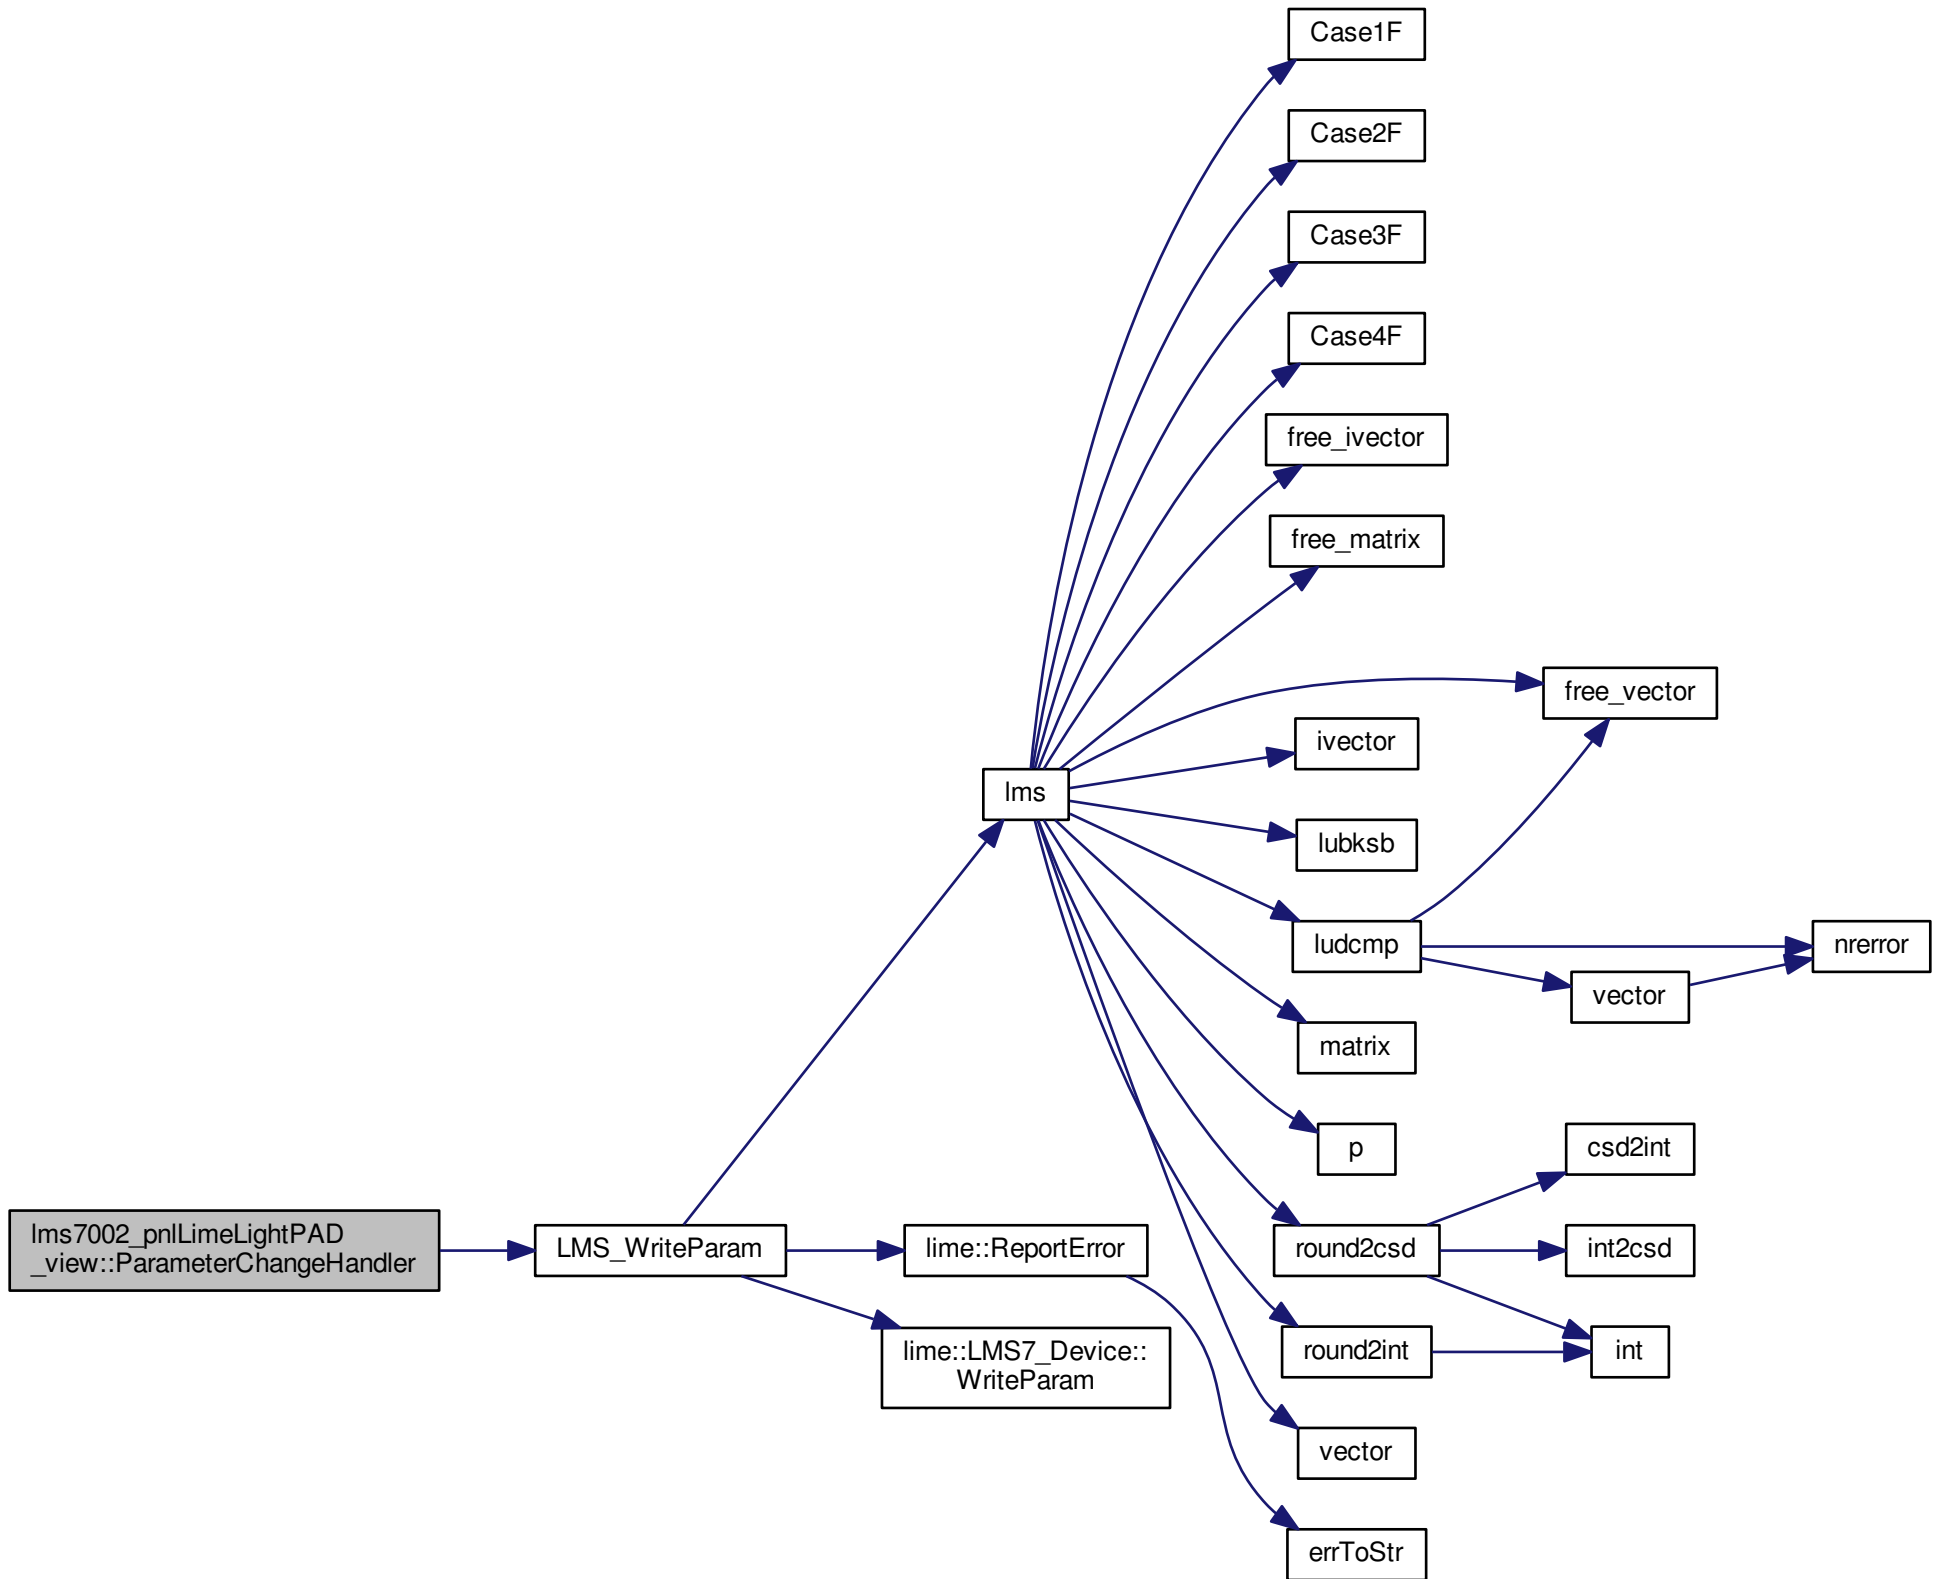 Case1F
Case2F
Case3F
Case4F
free_ivector
free_matrix
free_vector
ivector
lms
lubksb
ludcmp
nrerror
vector
matrix
p
csd2int
lms7002_pnlLimeLightPAD
_view::ParameterChangeHandler
LMS_WriteParam
lime::ReportError
round2csd
int2csd
lime::LMS7_Device::
WriteParam
round2int
int
vector
errToStr